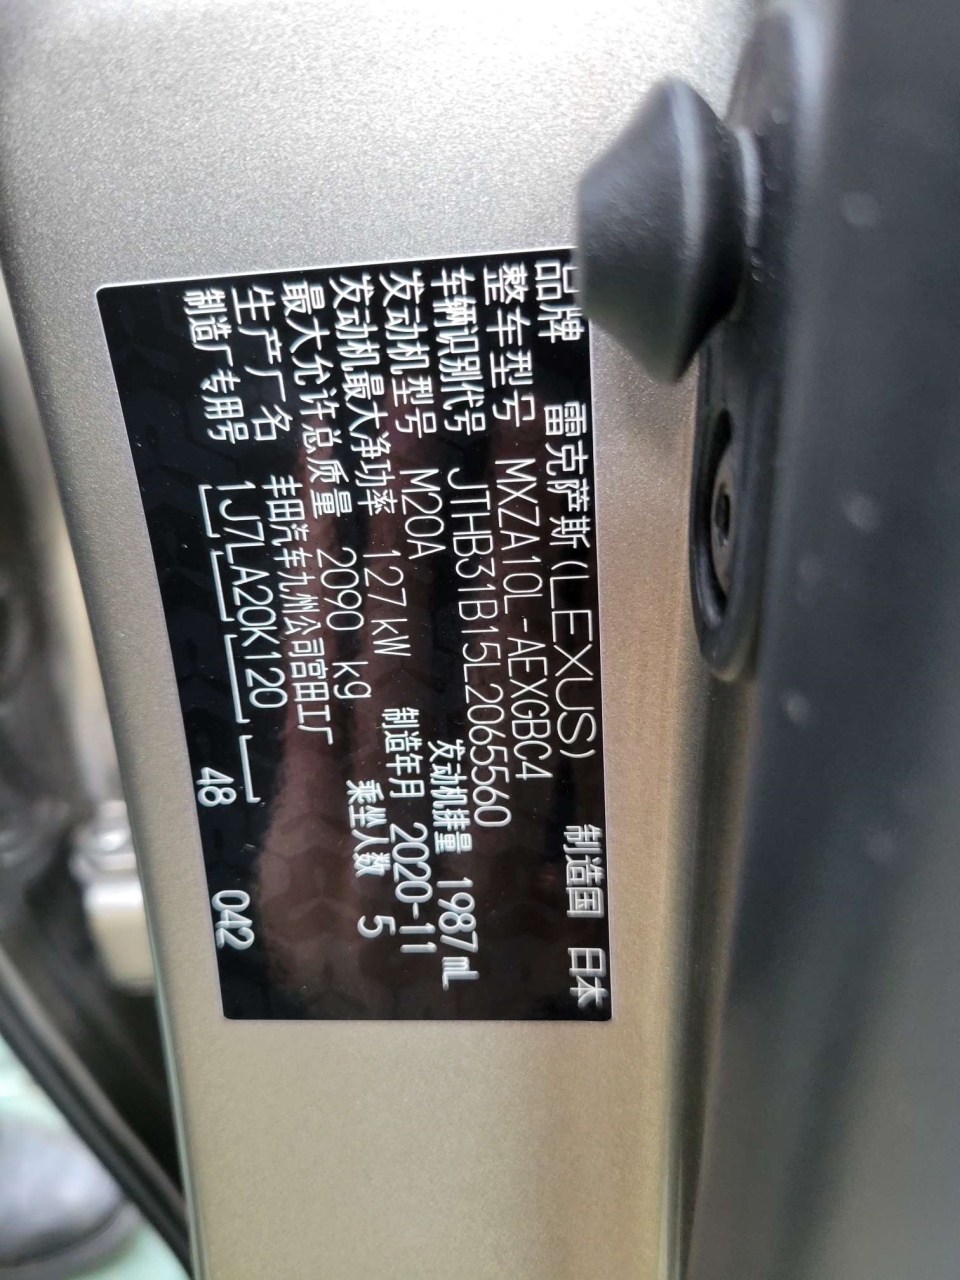 品牌 雷克萨斯(LEXUS) 制造国 日本
整车型号 MXZA10L-AEXGBC4
车辆识别代号 JTHB31B15L2065560
发动机型号 M20A 发动机排量 1987mL
发动机最大净功率 127kW 制造年月 2020-11
最大允许总质量 2090 kg 乘坐人数 5
生产厂名 丰田汽车九州公司宫田工厂
制造厂专用号 1J7LA20K120
48 042